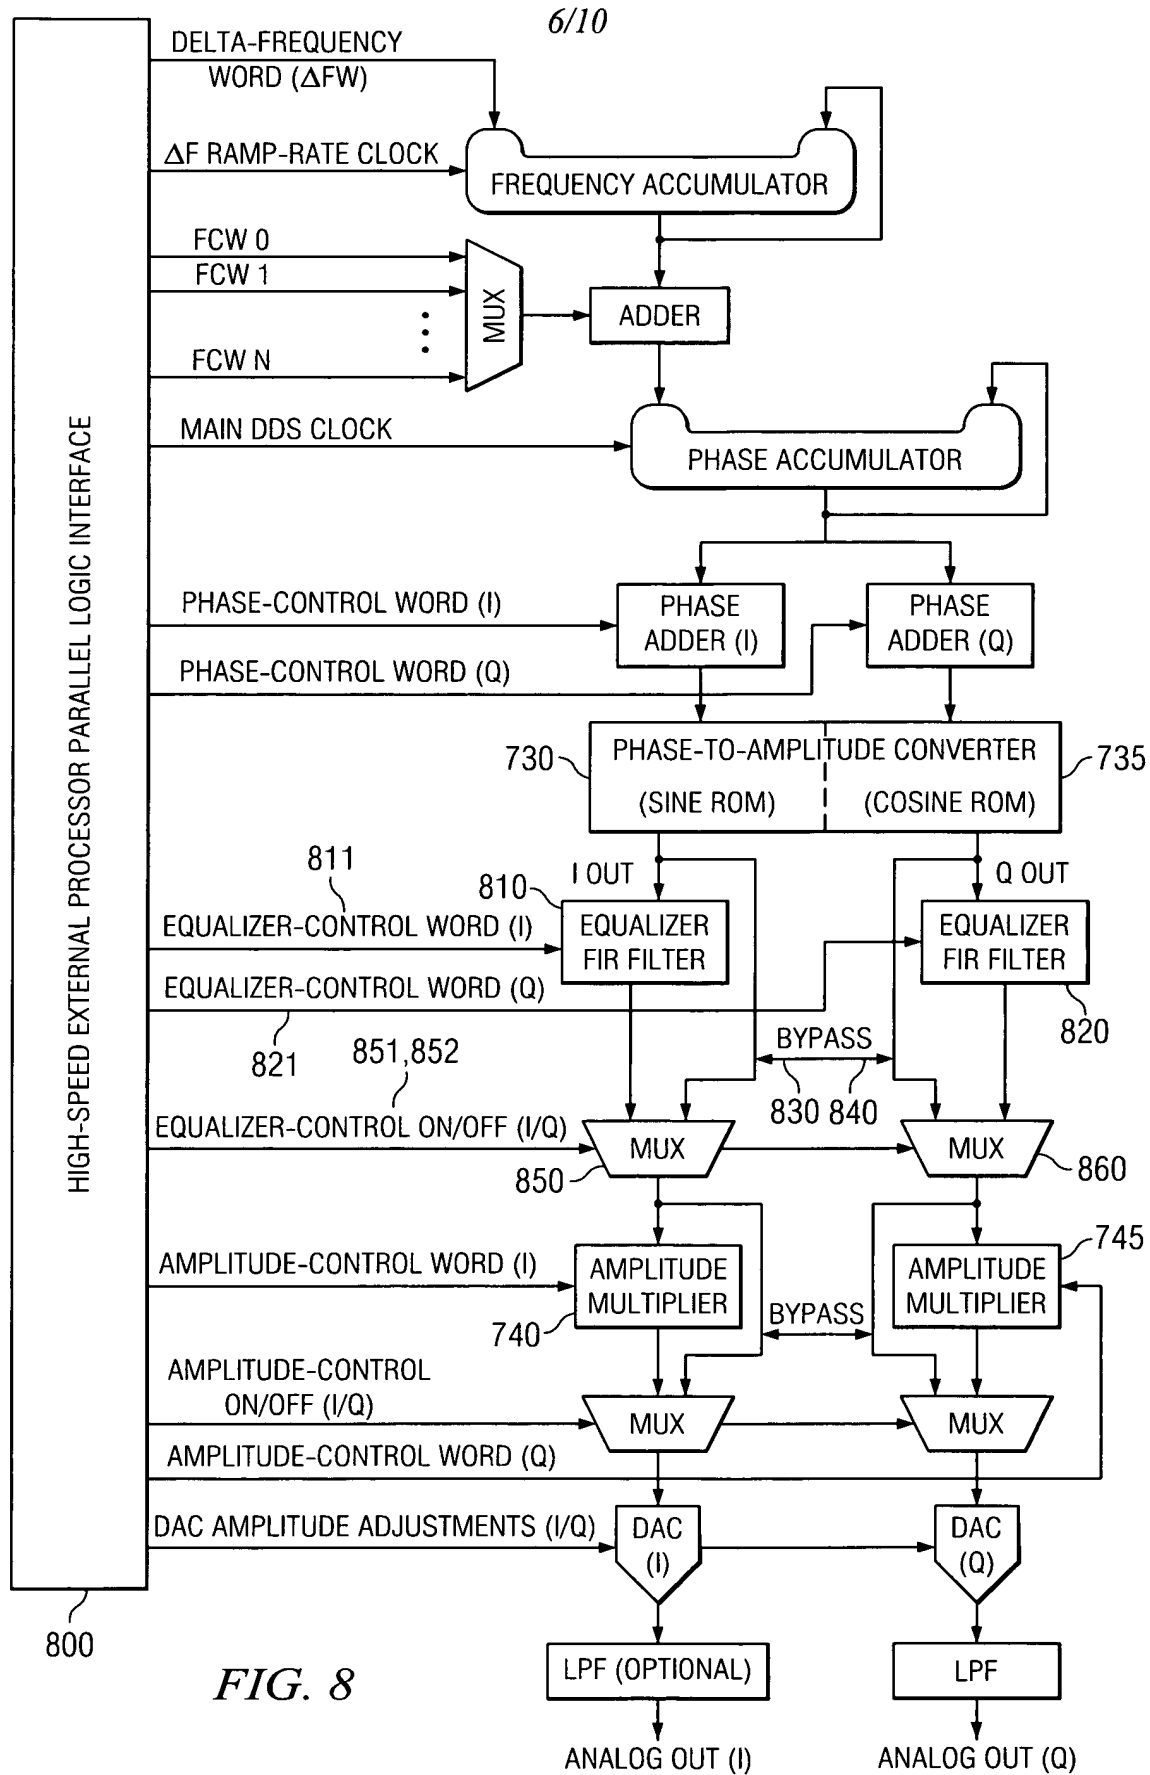 6/10
DELTA-FREQUENCY
WORD (ΔFW)
ΔF RAMP-RATE CLOCK
FREQUENCY ACCUMULATOR
FCW 0
FCW 1
FCW N
MUX
ADDER
MAIN DDS CLOCK
PHASE ACCUMULATOR
HIGH-SPEED EXTERNAL PROCESSOR PARALLEL LOGIC INTERFACE
PHASE-CONTROL WORD (I)
PHASE
ADDER (I)
PHASE
ADDER (Q)
PHASE-CONTROL WORD (Q)
730
PHASE-TO-AMPLITUDE CONVERTER
735
(SINE ROM)
(COSINE ROM)
811
810
I OUT
Q OUT
EQUALIZER-CONTROL WORD (I)
EQUALIZER
FIR FILTER
EQUALIZER
FIR FILTER
EQUALIZER-CONTROL WORD (Q)
821
851,852
BYPASS
820
830
840
EQUALIZER-CONTROL ON/OFF (I/Q)
MUX
MUX
850
860
745
AMPLITUDE-CONTROL WORD (I)
AMPLITUDE
MULTIPLIER
AMPLITUDE
MULTIPLIER
740
BYPASS
AMPLITUDE-CONTROL
ON/OFF (I/Q)
MUX
MUX
AMPLITUDE-CONTROL WORD (Q)
DAC AMPLITUDE ADJUSTMENTS (I/Q)
DAC
(I)
DAC
(Q)
800
LPF (OPTIONAL)
LPF
FIG. 8
ANALOG OUT (I)
ANALOG OUT (Q)